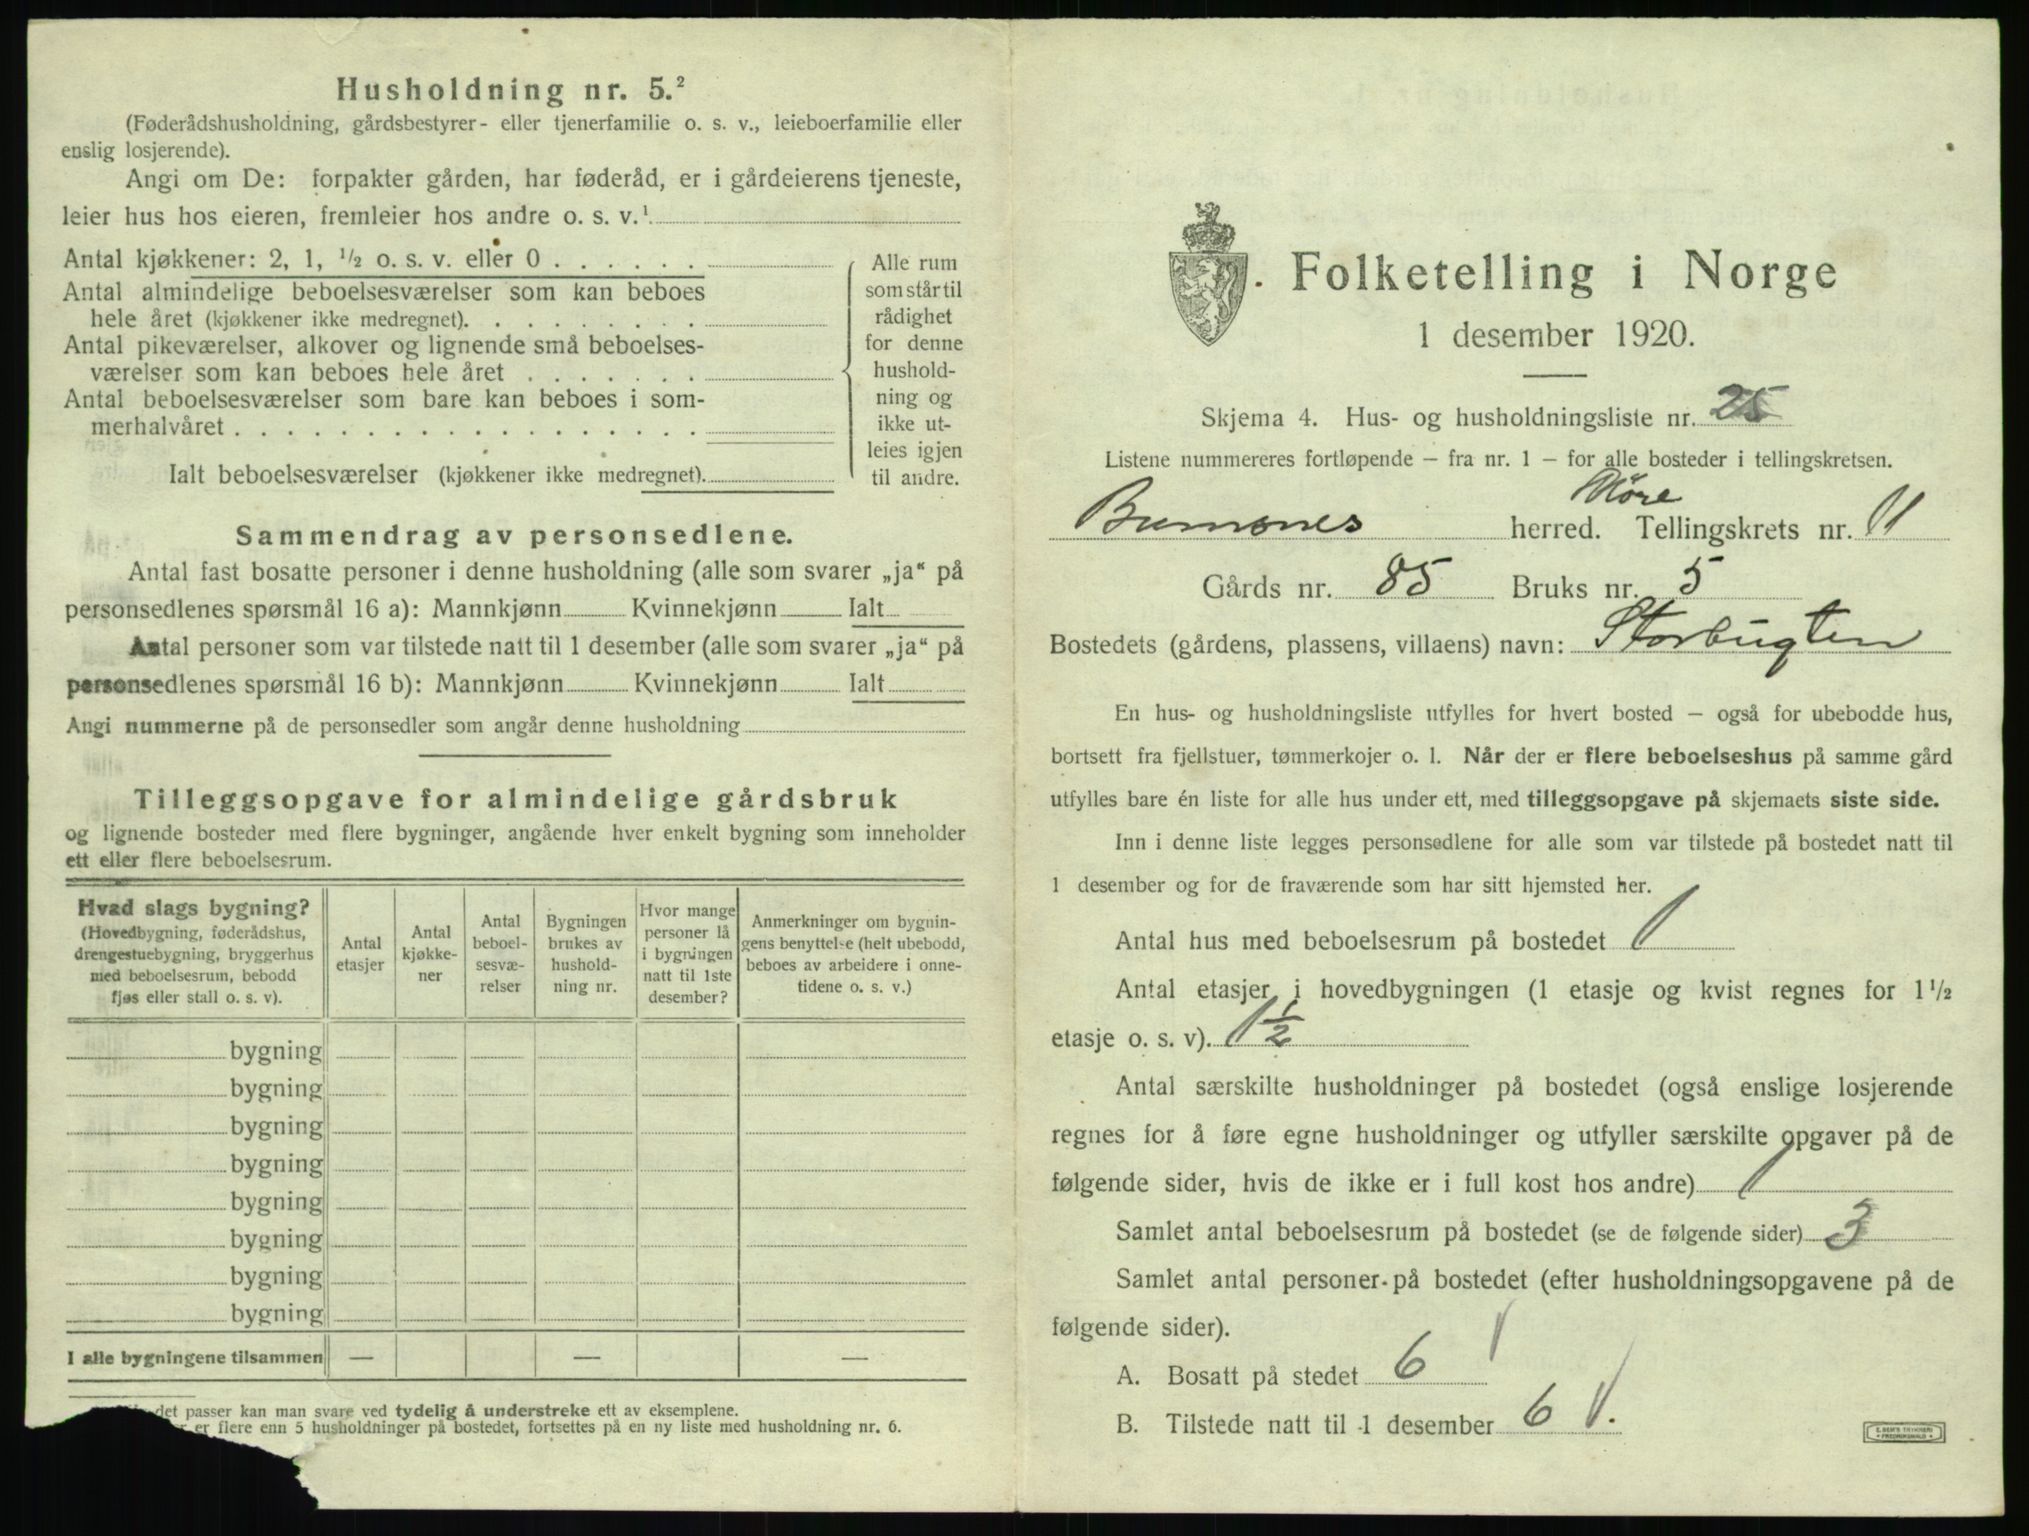 Husholdning nr. 5.²
(Føderådshusholdning, gårdsbestyrer- eller tjenerfamilie o. s. v., leieboerfamilie eller
enslig losjerende).
Angi om De: forpakter gården, har føderåd, er i gårdeierens tjeneste,
leier hus hos eieren, fremleier hos andre o. s. v.¹
Antal kjøkkener: 2, 1, ½ o. s. v. eller 0
Antal almindelige beboelsesværelser som kan beboes
hele året (kjøkkener ikke medregnet).
Antal pikeværelser, alkover og lignende små beboelses-
værelser som kan beboes hele året
Antal beboelsesværelser som bare kan beboes i som-
merhalvåret
Ialt beboelsesværelser (kjøkkener ikke medregnet).
Alle rum
som står til
rådighet
for denne
hushold-
ning og
ikke ut-
leies igjen
til andre.
Sammendrag av personsedlene.
Antal fast bosatte personer i denne husholdning (alle som svarer „ja“ på
personsedlenes spørsmål 16 a): Mannkjønn Kvinnekjønn Ialt
Antal personer som var tilstede natt til 1 desember (alle som svarer „ja“ på
personsedlenes spørsmål 16 b): Mannkjønn Kvinnekjønn Ialt
Angi nummerne på de personsedler som angår denne husholdning
Tilleggsopgave for almindelige gårdsbruk
og lignende bosteder med flere bygninger, angående hver enkelt bygning som inneholder
ett eller flere beboelsesrum.
Hvad slags bygning?
(Hovedbygning, føderådshus,
drengestuebygning, bryggerhus
med beboelsesrum, bebodd
fjøs eller stall o. s. v).
Antal
etasjer
Antal
kjøkke-
ner
Antal
beboel-
sesvæ-
relser
Bygningen
brukes av
hushold-
ning nr.
Hvor mange
personer lå
i bygningen
natt til 1ste
desember?
Anmerkninger om bygnin-
gens benyttelse (helt ubebodd,
beboes av arbeidere i onne-
tidene o. s. v.)
bygning
bygning
bygning
bygning
bygning
bygning
bygning
bygning
I alle bygningene tilsammen — — —
det passer kan man svare ved tydelig å understreke ett av eksemplene.
er flere enn 5 husholdninger på bostedet, fortsettes på en ny liste med husholdning nr. 6.
Folketelling i Norge
1 desember 1920.
Skjema 4. Hus- og husholdningsliste nr. 25
Listene nummereres fortløpende – fra nr. 1 – for alle bosteder i tellingskretsen.
Møre
Bremsnes herred. Tellingskrets nr. 11
Gårds nr. 85 Bruks nr. 5
Bostedets (gårdens, plassens, villaens) navn: Storbugten
En hus- og husholdningsliste utfylles for hvert bosted – også for ubebodde hus,
bortsett fra fjellstuer, tømmerkojer o. l. Når der er flere beboelseshus på samme gård
utfylles bare én liste for alle hus under ett, med tilleggsopgave på skjemaets siste side.
Inn i denne liste legges personsedlene for alle som var tilstede på bostedet natt til
1 desember og for de fraværende som har sitt hjemsted her.
Antal hus med beboelsesrum på bostedet 1
Antal etasjer i hovedbygningen (1 etasje og kvist regnes for 1½
etasje o. s. v). 1½
Antal særskilte husholdninger på bostedet (også enslige losjerende
regnes for å føre egne husholdninger og utfyller særskilte opgaver på de
følgende sider, hvis de ikke er i full kost hos andre) 1
Samlet antal beboelsesrum på bostedet (se de følgende sider) 3
Samlet antal personer på bostedet (efter husholdningsopgavene på de
følgende sider).
A. Bosatt på stedet 6
B. Tilstede natt til 1 desember 6